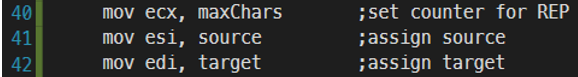 40 mov ecx, maxChars ;set counter for REP
41 mov esi, source ;assign source
42 mov edi, target ;assign target